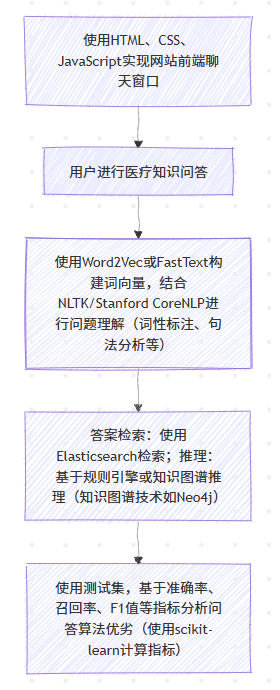 使用HTML、CSS、
JavaScript实现网站前端聊
天窗口
用户进行医疗知识问答
使用Word2Vec或FastText构
建词向量，结合
NLTK/Stanford CoreNLP进
行问题理解（词性标注、句
法分析等）
答案检索：使用
Elasticsearch检索；推理：
基于规则引擎或知识图谱推
理（知识图谱技术如Neo4j）
使用测试集，基于准确率、
召回率、F1值等指标分析问
答算法优劣（使用scikit-
learn计算指标）